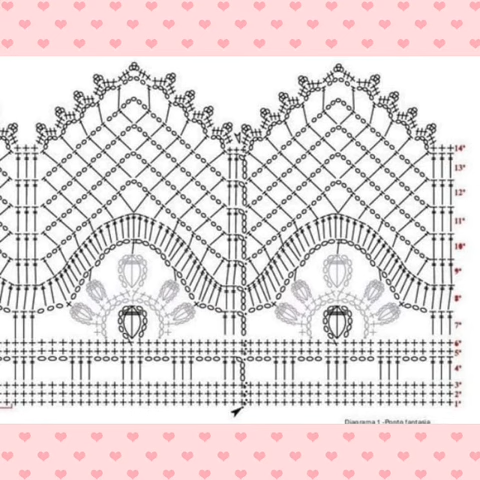 14ª
13ª
12ª
11ª
10ª
9ª
8ª
7ª
6ª
5ª
4ª
3ª
2ª
1ª
Diagrama 1 - Ponto fantasia